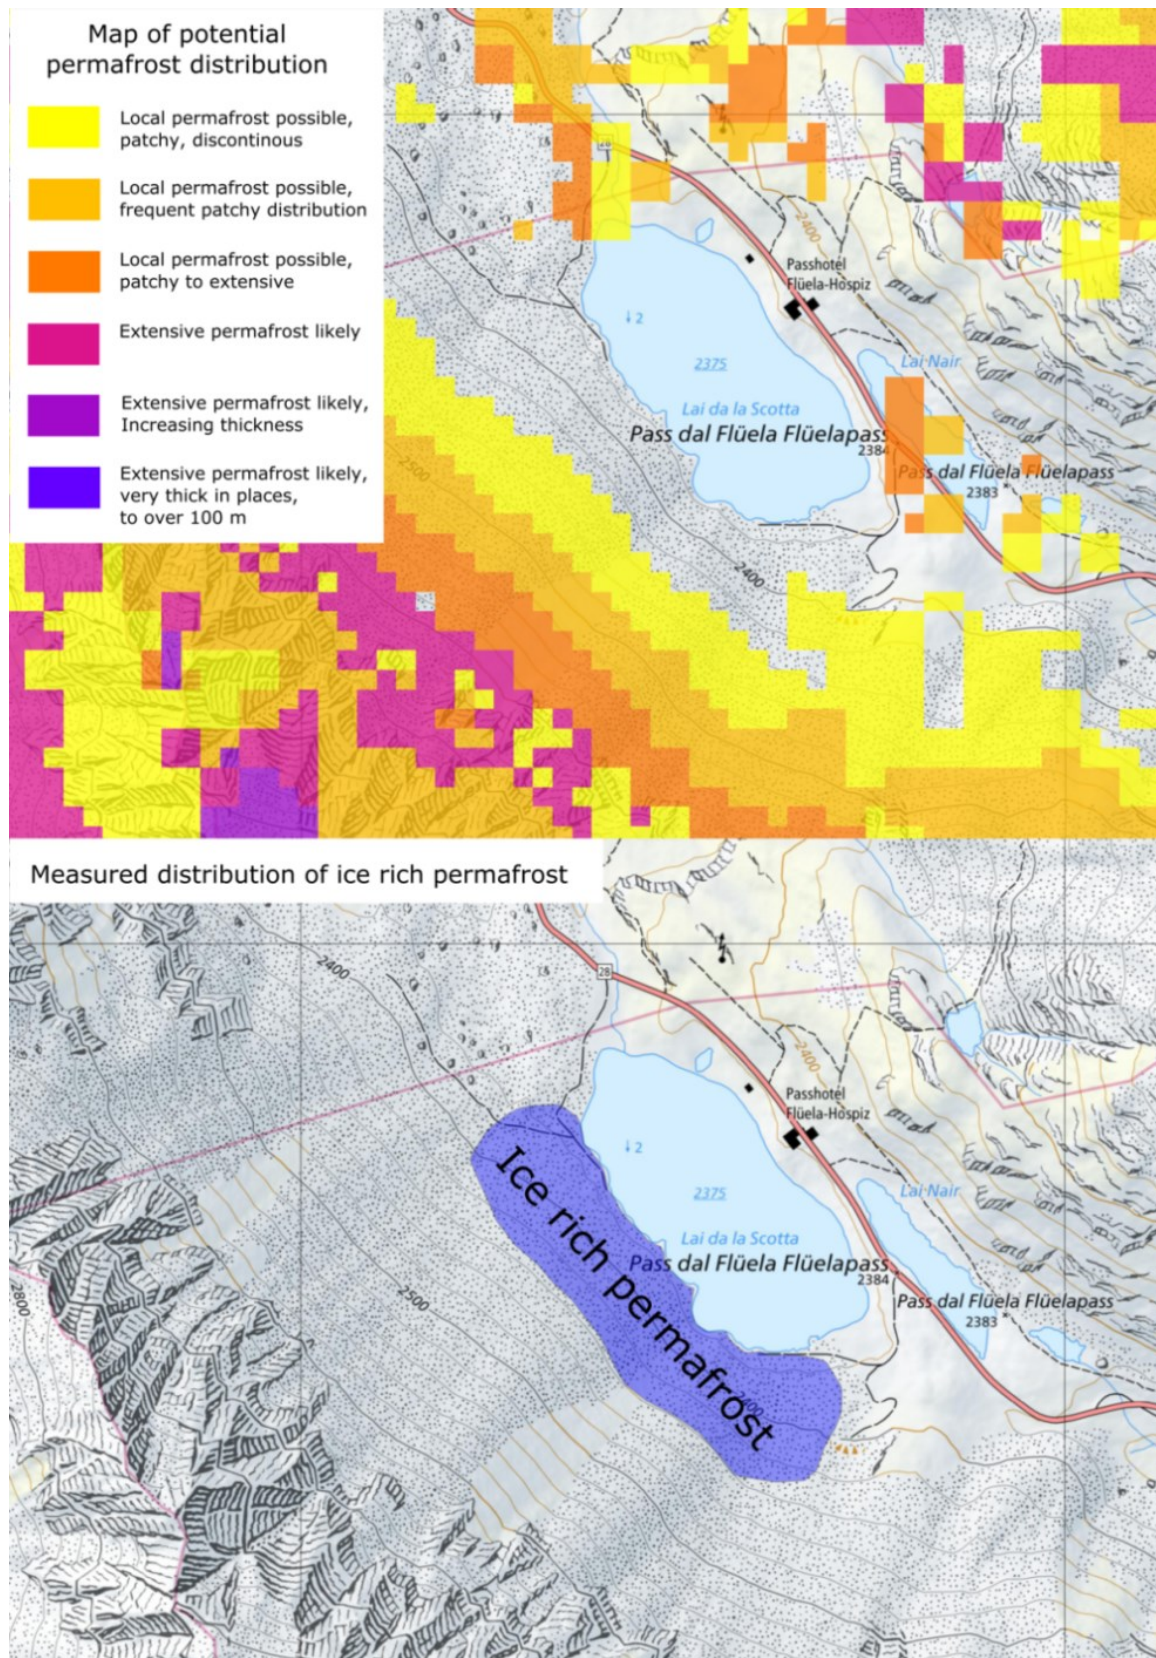 Map of potential
permafrost distribution
Local permafrost possible,
patchy, discontinous
Local permafrost possible,
frequent patchy distribution
Local permafrost possible,
patchy to extensive
Extensive permafrost likely
Extensive permafrost likely,
Increasing thickness
Extensive permafrost likely,
very thick in places,
to over 100 m
28
2400
Passhotel
Flüela-Hospiz
2
2375
Lai Nair
Lai da la Scotta
Pass dal Flüela Flüelapass
2384
Pass dal Flüela Flüelapass
2383
2500
2400
Measured distribution of ice rich permafrost
2400
28
2400
Passhotel
Flüela-Hospiz
2
2375
Lai Nair
Lai da la Scotta
Pass dal Flüela Flüelapass
2384
Pass dal Flüela Flüelapass
2383
2800
2500
Ice rich permafrost
2400